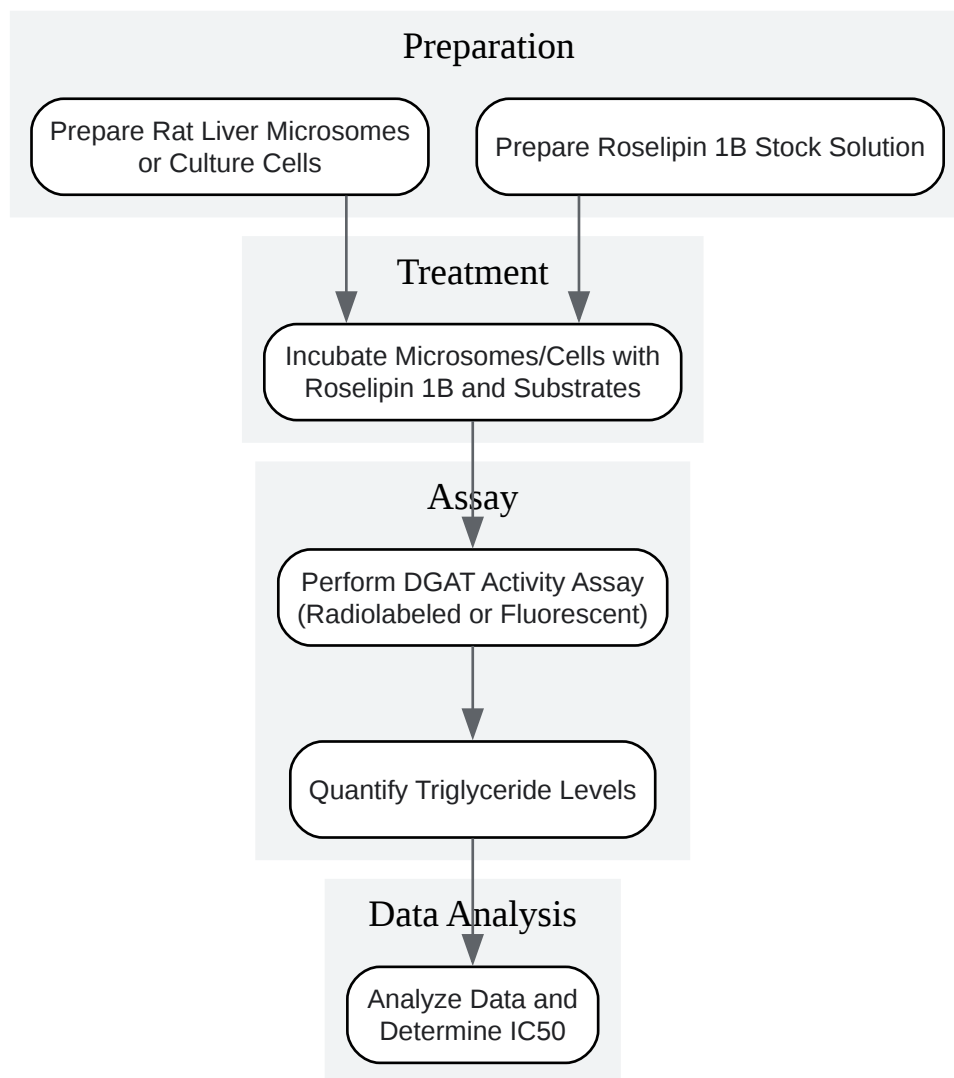 Preparation
Prepare Rat Liver Microsomes
or Culture Cells
Prepare Roselipin 1B Stock Solution
Treatment
Incubate Microsomes/Cells with
Roselipin 1B and Substrates
Assay
Perform DGAT Activity Assay
(Radiolabeled or Fluorescent)
Quantify Triglyceride Levels
Data Analysis
Analyze Data and
Determine IC50